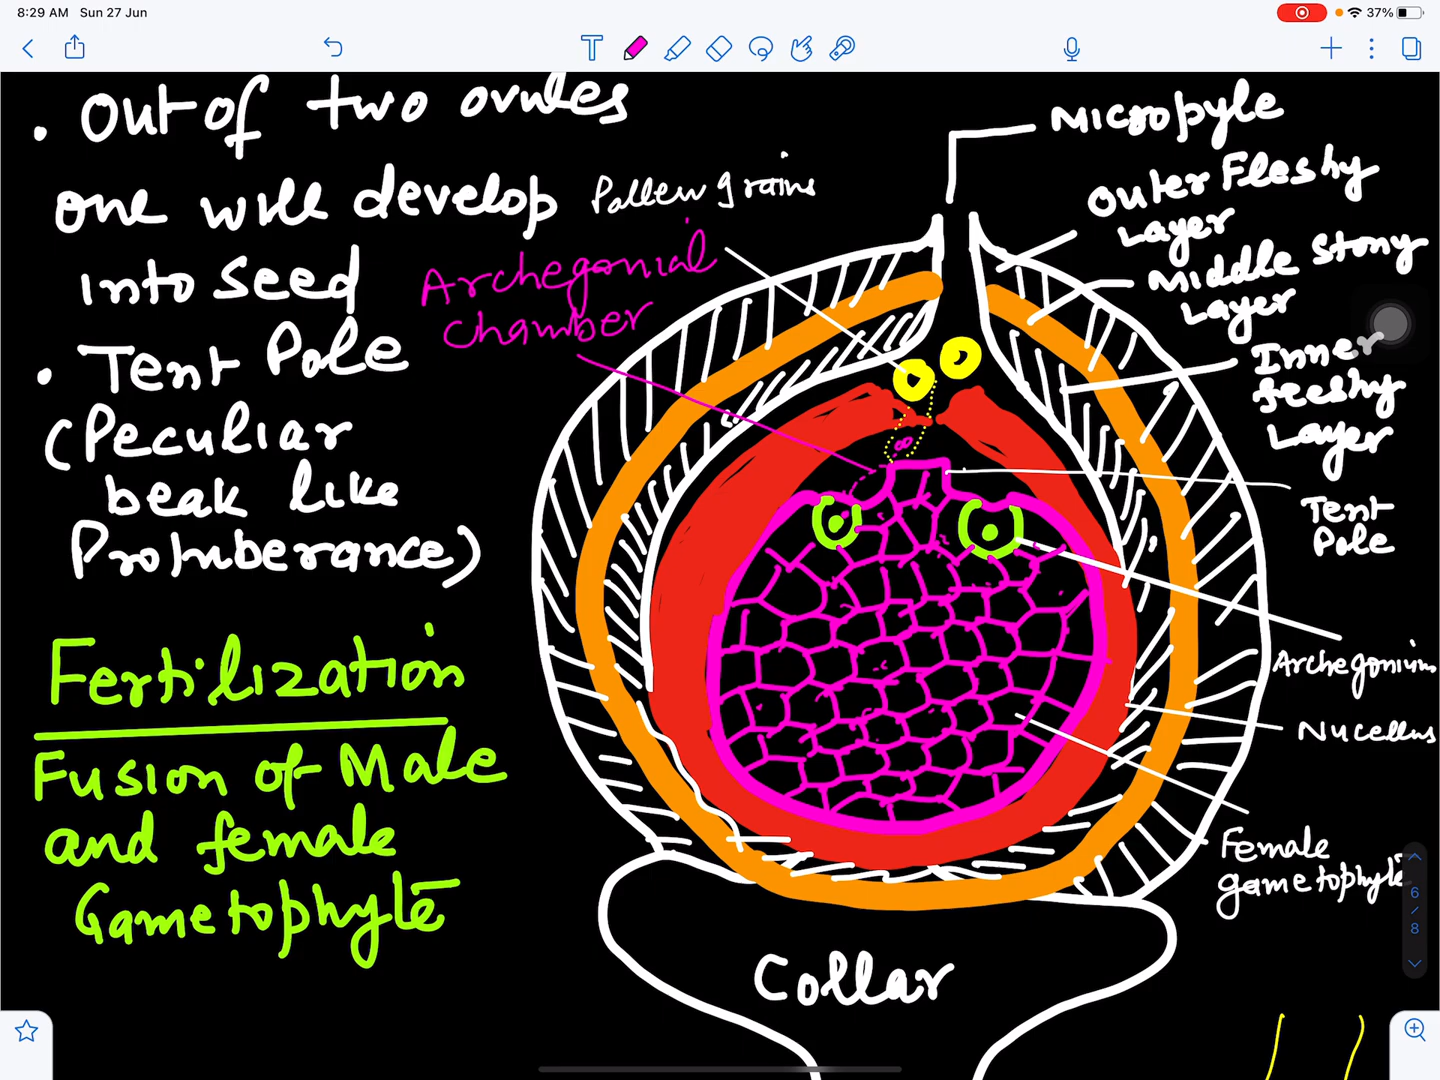 8:29 AM Sun 27 Jun
37%
. Out of two ovules
one will develop
into seed
. Tent Pole
(Peculiar
beak like
Protuberance)
Fertilization
Fusion of Male
and female
Gametophyte
Pollen grains
Archegonial
chamber
Micropyle
Outer Fleshy
Layer
Middle Stony
Layer
Inner
fleshy
Layer
Tent
Pole
Archegonium
Nucellus
Female
gametophyte
Collar
6
/
8